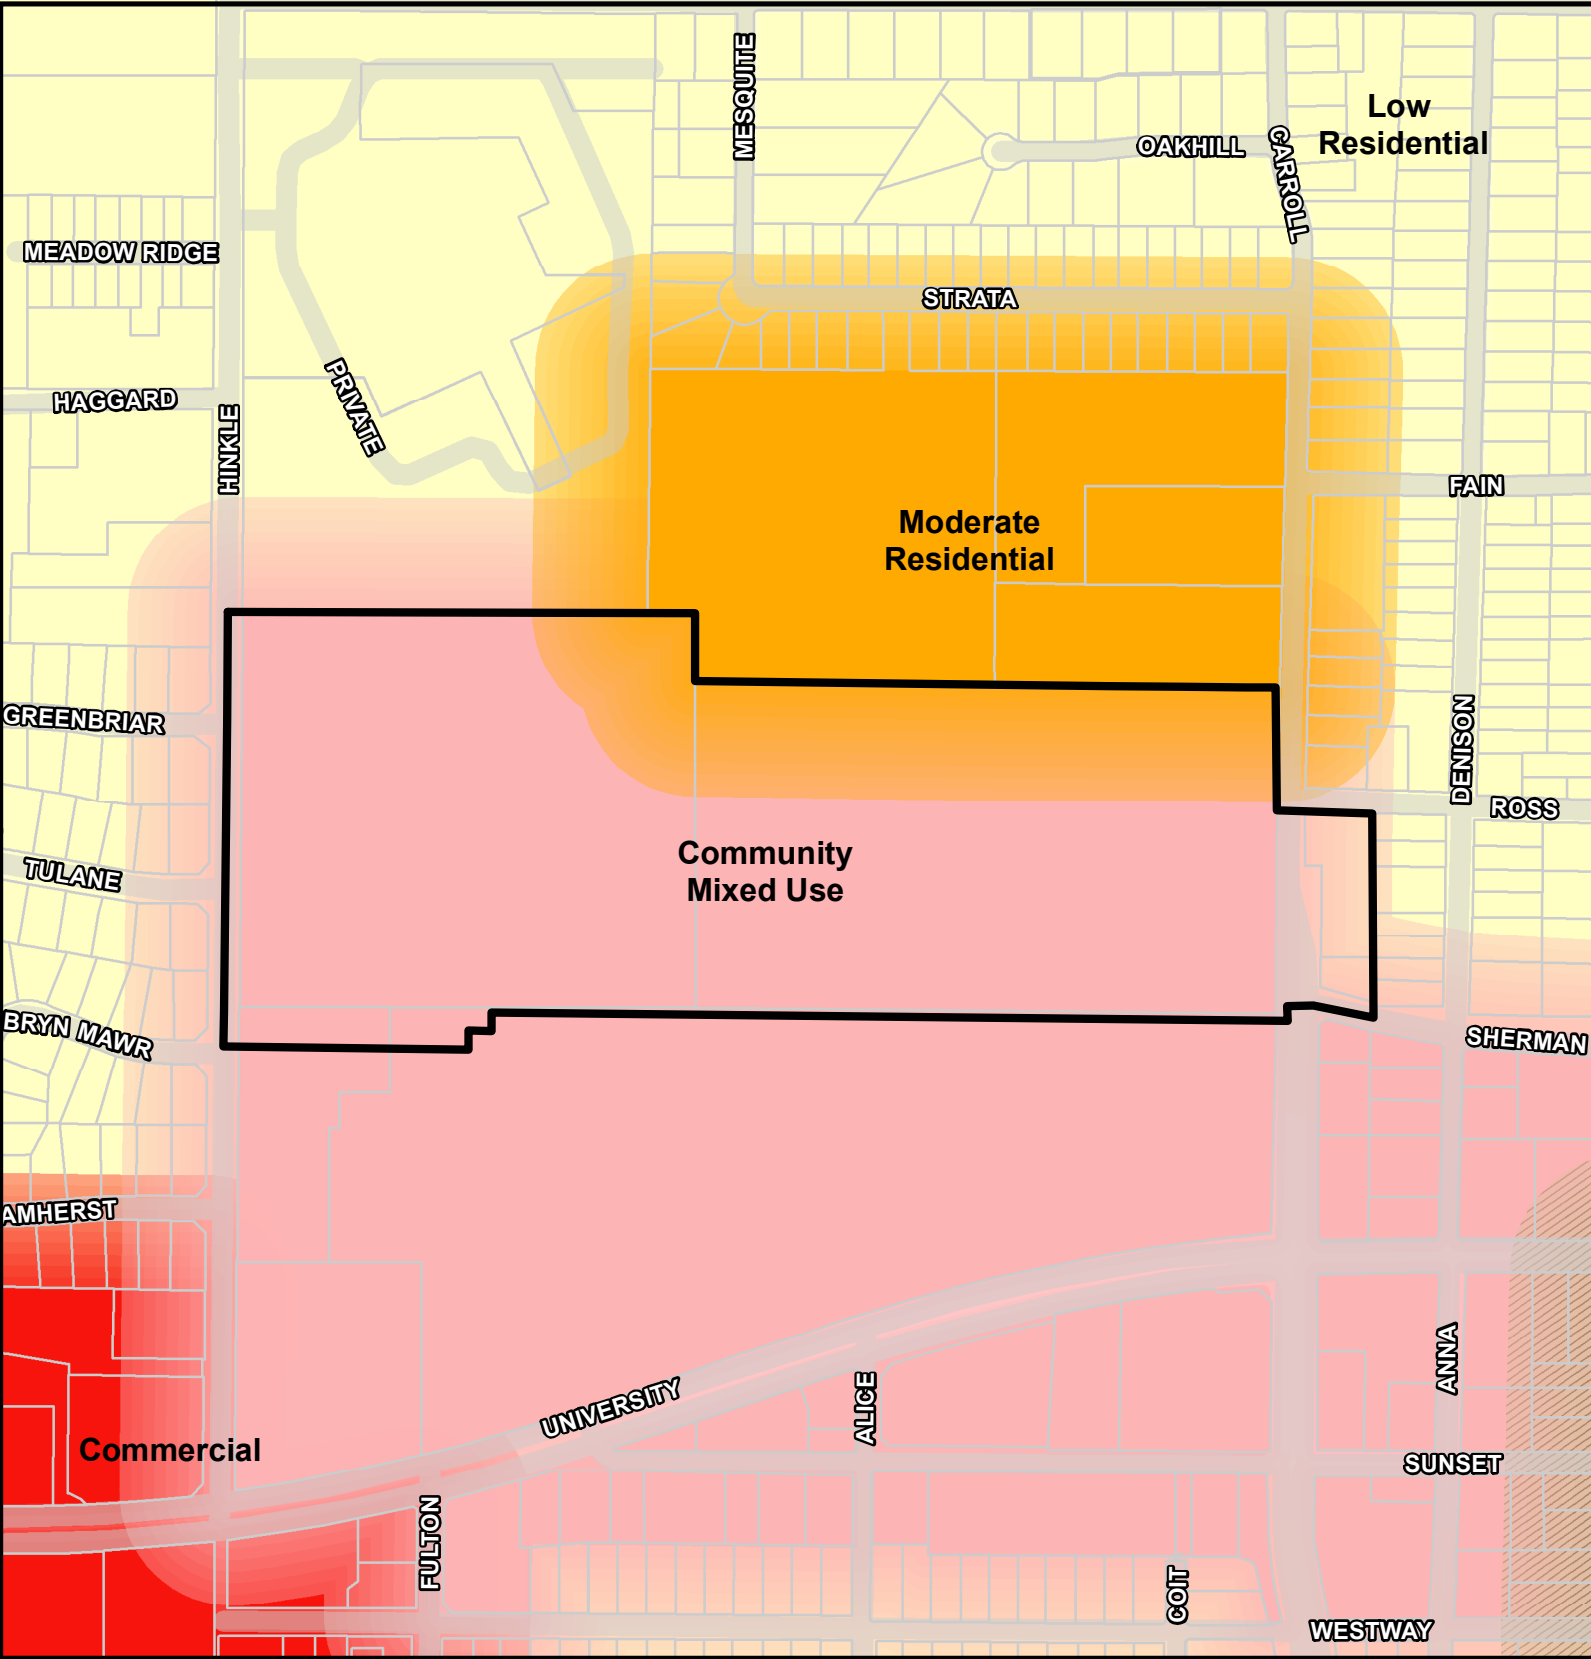 MESQUITE
Low
Residential
OAKHILL
CARROLL
MEADOW RIDGE
STRATA
PRIVATE
HAGGARD
HINKLE
FAIN
Moderate
Residential
GREENBRIAR
DENISON
ROSS
Community
Mixed Use
TULANE
BRYN MAWR
SHERMAN
AMHERST
ANNA
UNIVERSITY
ALICE
Commercial
SUNSET
FULTON
COIT
WESTWAY